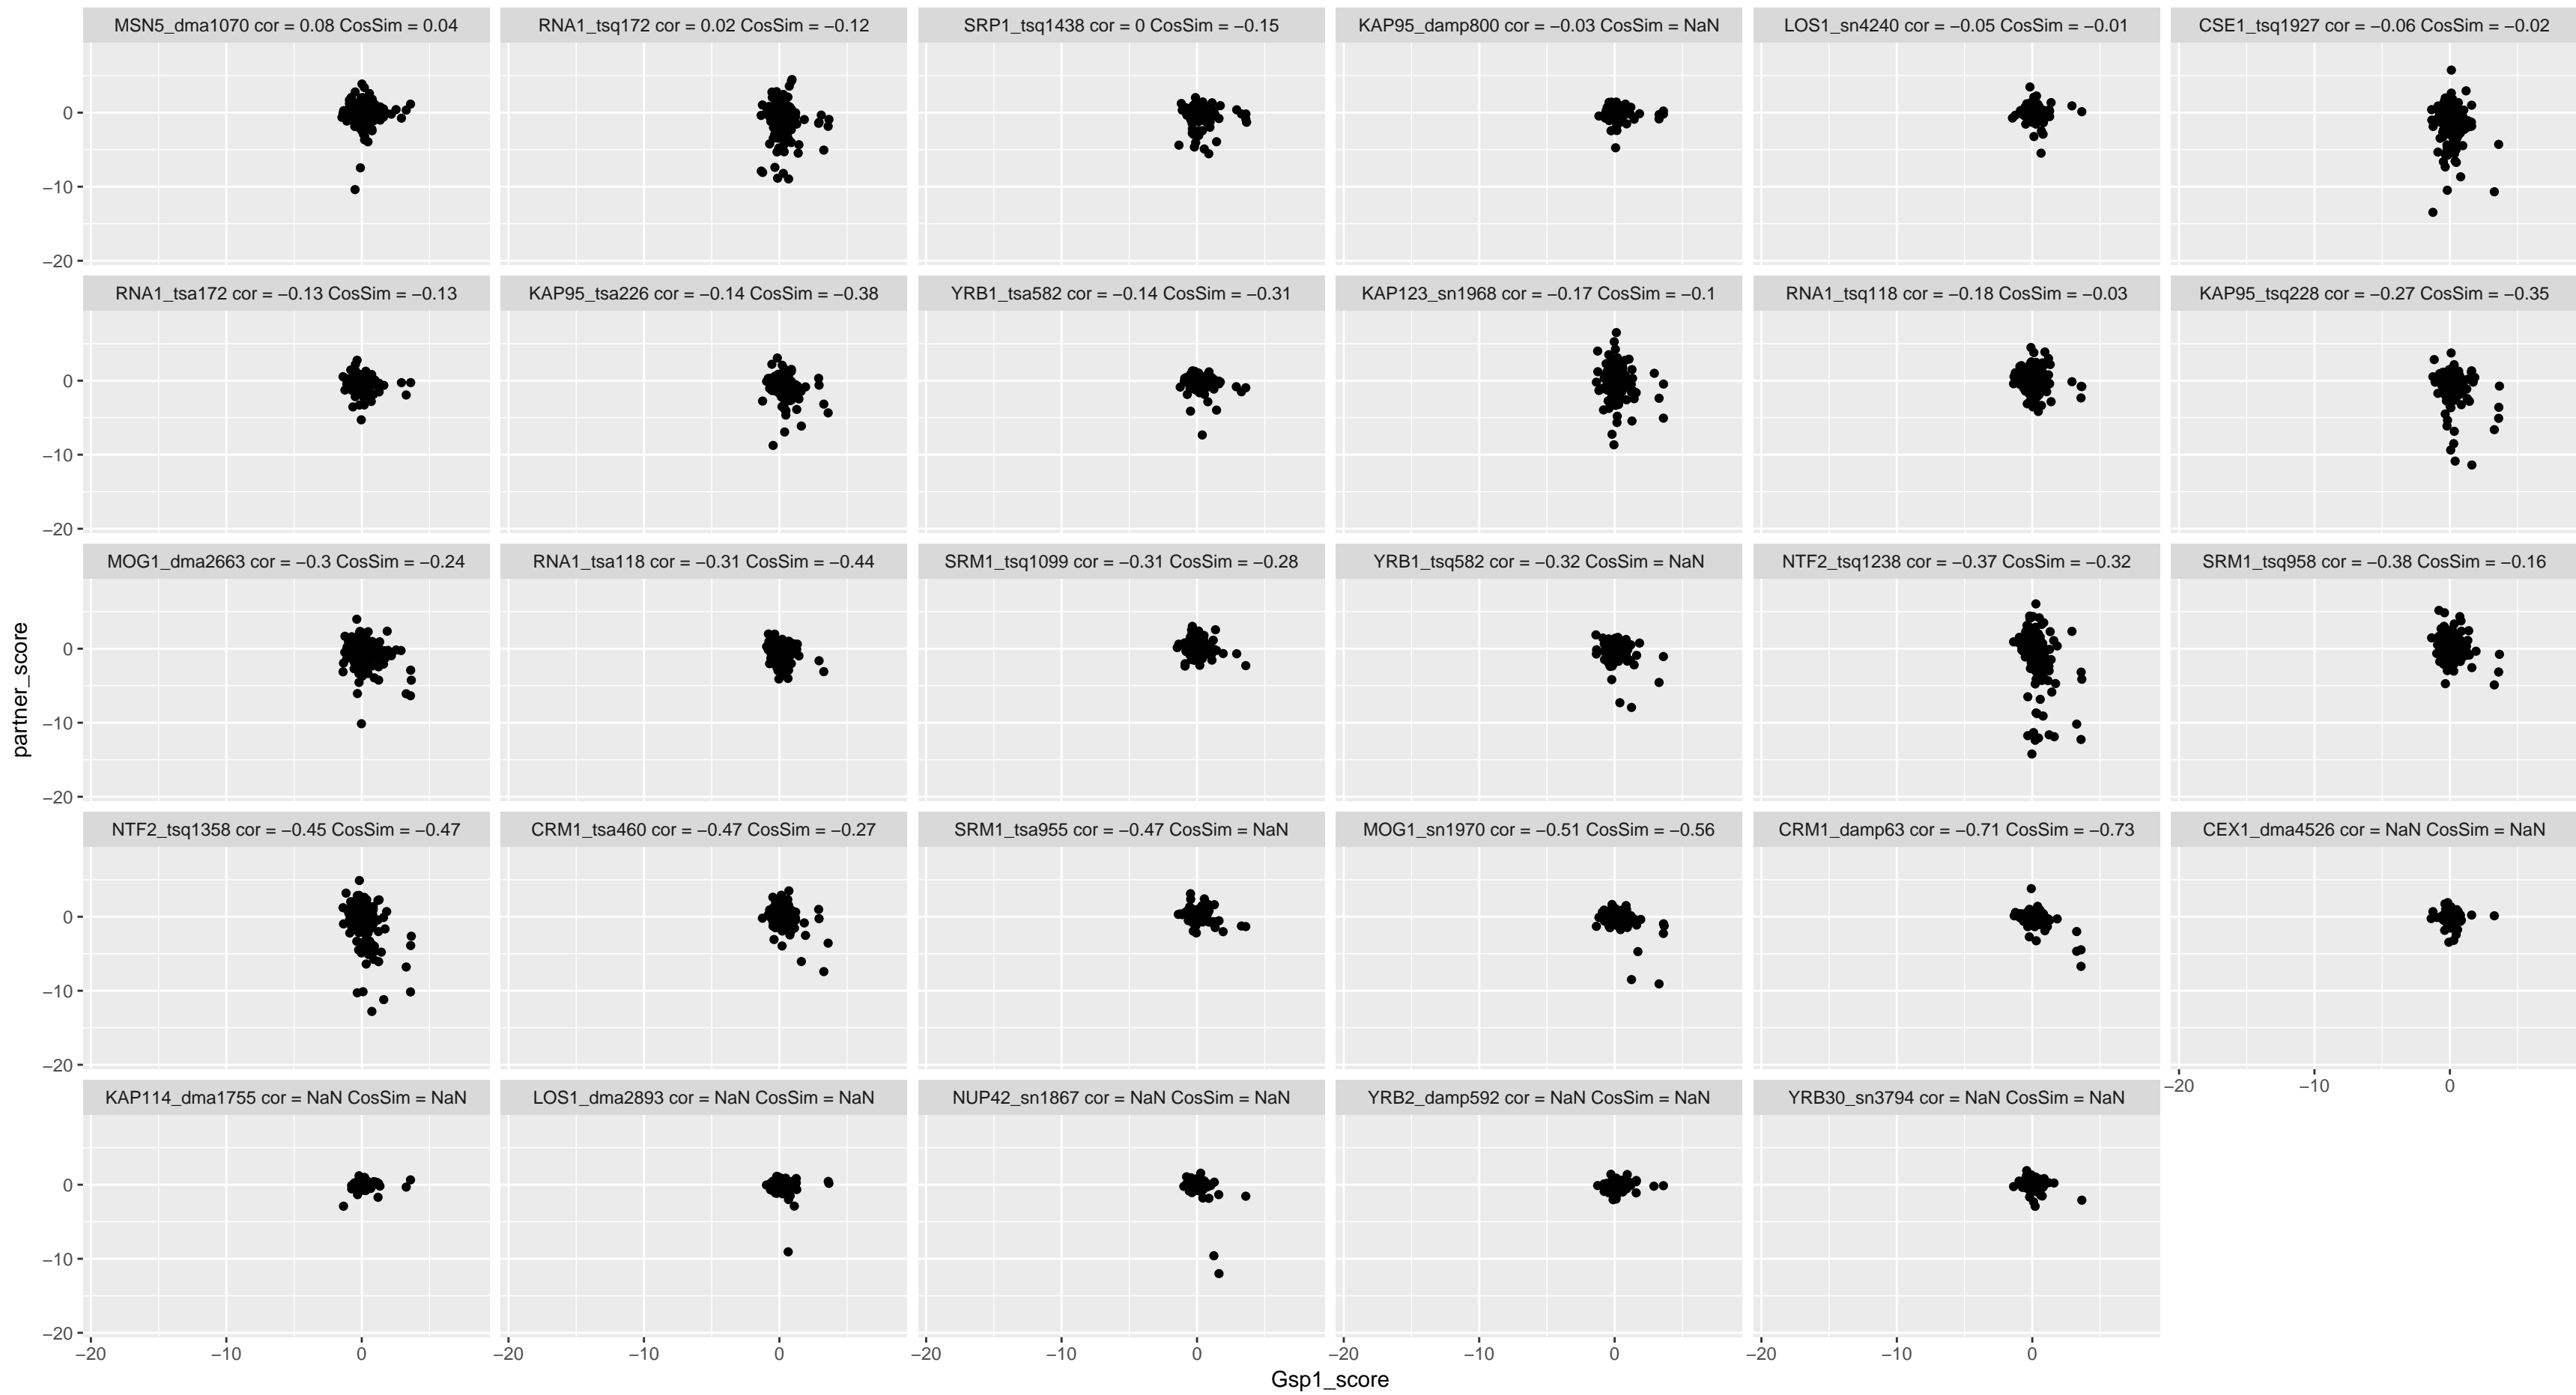 MSN5_dma1070 cor = 0.08 CosSim = 0.04
RNA1_tsq172 cor = 0.02 CosSim = −0.12
SRP1_tsq1438 cor = 0 CosSim = −0.15
KAP95_damp800 cor = −0.03 CosSim = NaN
LOS1_sn4240 cor = −0.05 CosSim = −0.01
CSE1_tsq1927 cor = −0.06 CosSim = −0.02
0
−10
−20
RNA1_tsa172 cor = −0.13 CosSim = −0.13
KAP95_tsa226 cor = −0.14 CosSim = −0.38
YRB1_tsa582 cor = −0.14 CosSim = −0.31
KAP123_sn1968 cor = −0.17 CosSim = −0.1
RNA1_tsq118 cor = −0.18 CosSim = −0.03
KAP95_tsq228 cor = −0.27 CosSim = −0.35
0
−10
−20
MOG1_dma2663 cor = −0.3 CosSim = −0.24
RNA1_tsa118 cor = −0.31 CosSim = −0.44
SRM1_tsq1099 cor = −0.31 CosSim = −0.28
YRB1_tsq582 cor = −0.32 CosSim = NaN
NTF2_tsq1238 cor = −0.37 CosSim = −0.32
SRM1_tsq958 cor = −0.38 CosSim = −0.16
0
−10
−20
partner_score
NTF2_tsq1358 cor = −0.45 CosSim = −0.47
CRM1_tsa460 cor = −0.47 CosSim = −0.27
SRM1_tsa955 cor = −0.47 CosSim = NaN
MOG1_sn1970 cor = −0.51 CosSim = −0.56
CRM1_damp63 cor = −0.71 CosSim = −0.73
CEX1_dma4526 cor = NaN CosSim = NaN
0
−10
−20
−20 −10 0
KAP114_dma1755 cor = NaN CosSim = NaN
LOS1_dma2893 cor = NaN CosSim = NaN
NUP42_sn1867 cor = NaN CosSim = NaN
YRB2_damp592 cor = NaN CosSim = NaN
YRB30_sn3794 cor = NaN CosSim = NaN
0
−10
−20
−20 −10 0 −20 −10 0 −20 −10 0 −20 −10 0 −20 −10 0
Gsp1_score